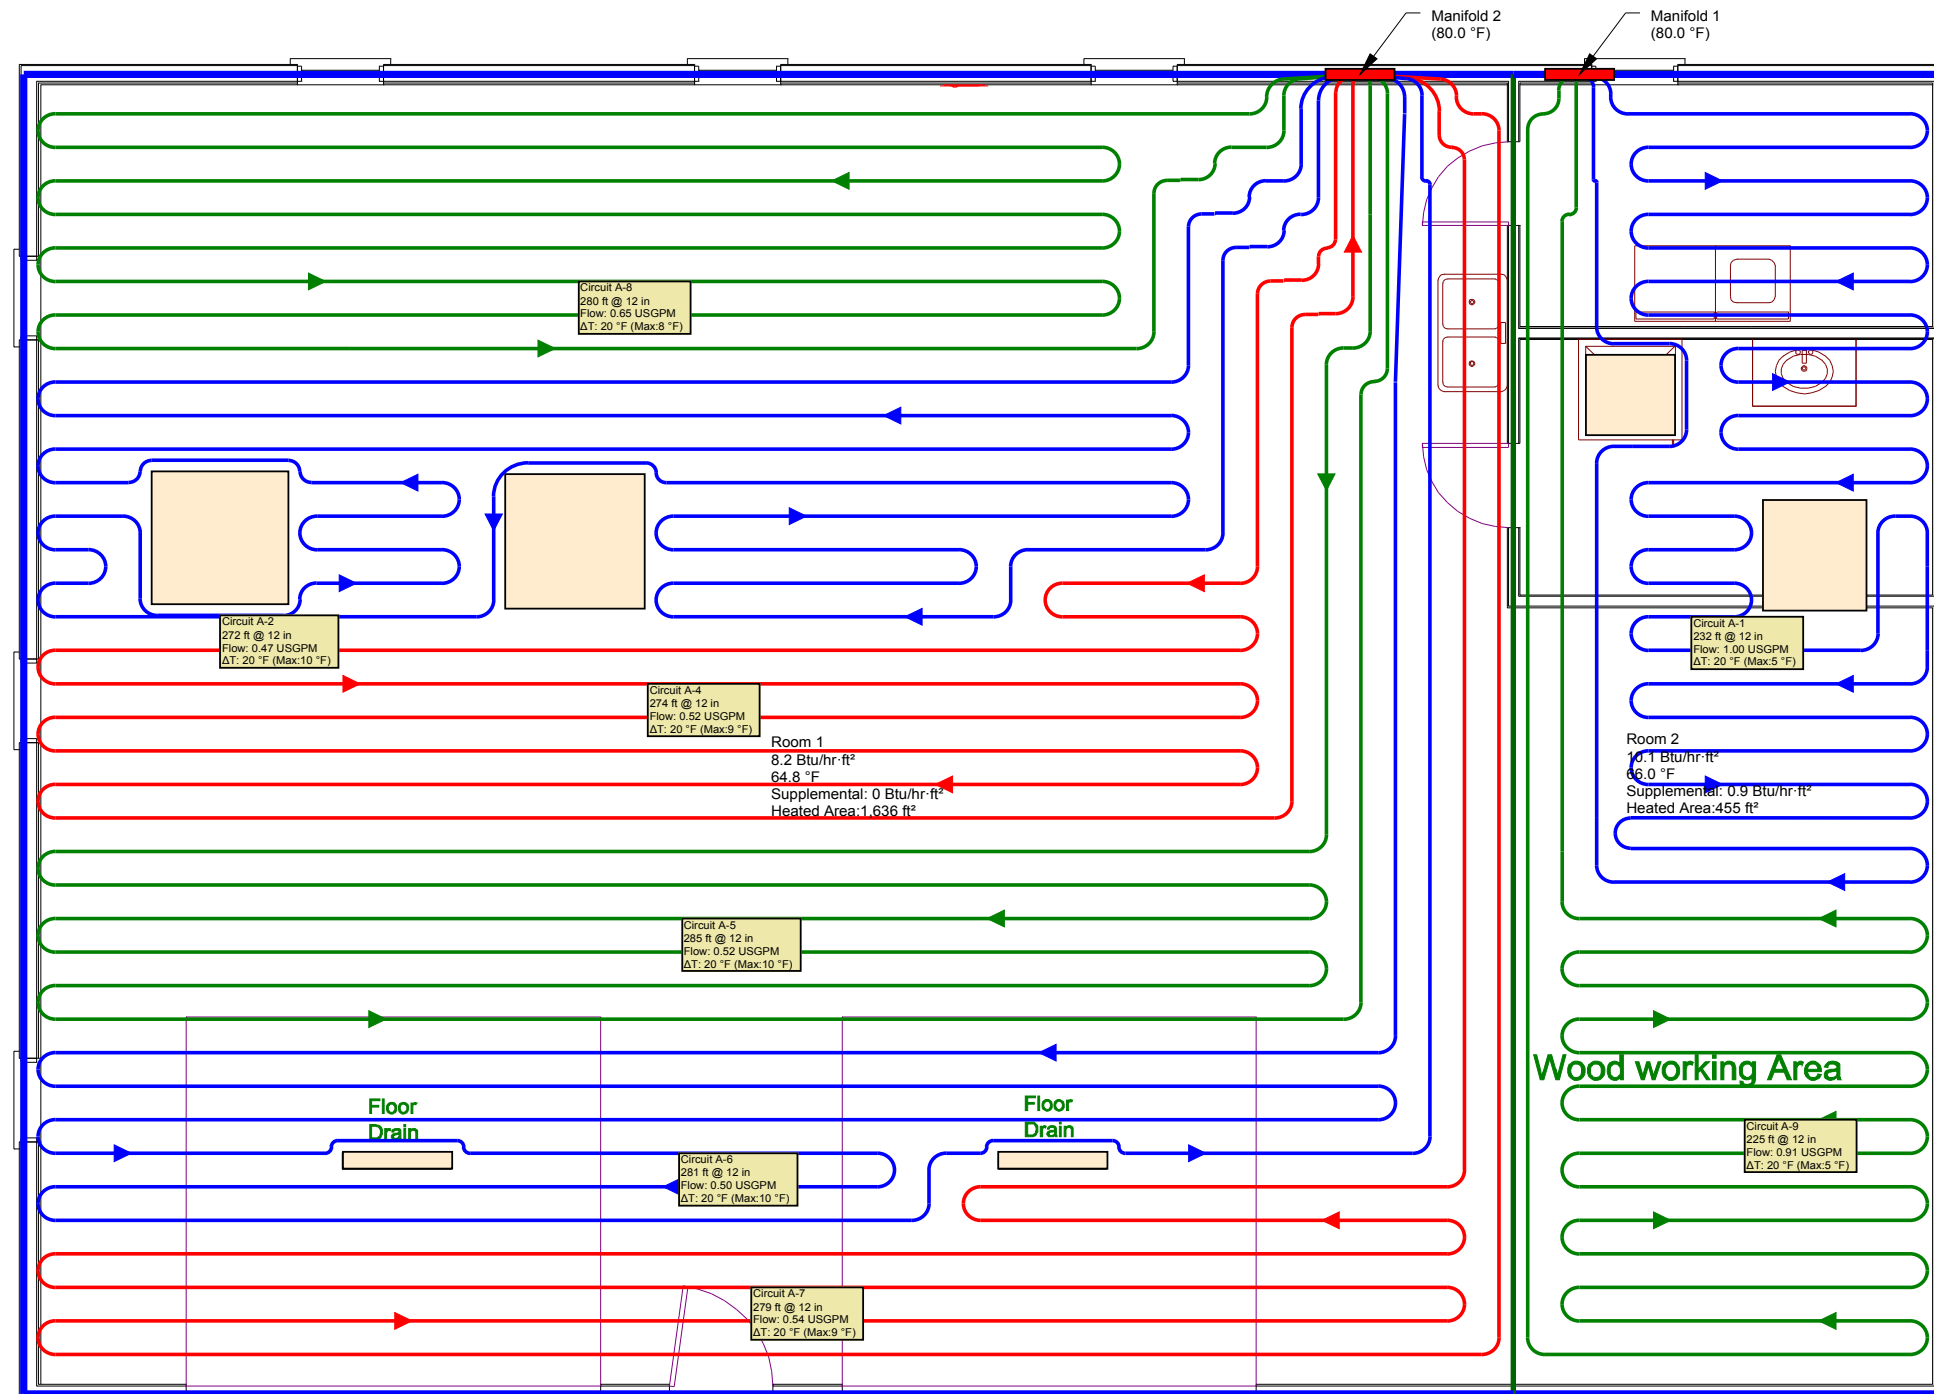 Manifold 2
(80.0 °F)
Manifold 1
(80.0 °F)
Circuit A-8
280 ft @ 12 in
Flow: 0.65 USGPM
ΔT: 20 °F (Max:8 °F)
Circuit A-2
272 ft @ 12 in
Flow: 0.47 USGPM
ΔT: 20 °F (Max:10 °F)
Circuit A-1
232 ft @ 12 in
Flow: 1.00 USGPM
ΔT: 20 °F (Max:5 °F)
Circuit A-4
274 ft @ 12 in
Flow: 0.52 USGPM
ΔT: 20 °F (Max:9 °F)
Room 1
8.2 Btu/hr·ft²
64.8 °F
Supplemental: 0 Btu/hr·ft²
Heated Area:1,636 ft²
Room 2
10.1 Btu/hr·ft²
66.0 °F
Supplemental: 0.9 Btu/hr·ft²
Heated Area:455 ft²
Circuit A-5
285 ft @ 12 in
Flow: 0.52 USGPM
ΔT: 20 °F (Max:10 °F)
Wood working Area
Floor
Drain
Floor
Drain
Circuit A-9
225 ft @ 12 in
Flow: 0.91 USGPM
ΔT: 20 °F (Max:5 °F)
Circuit A-6
281 ft @ 12 in
Flow: 0.50 USGPM
ΔT: 20 °F (Max:10 °F)
Circuit A-7
279 ft @ 12 in
Flow: 0.54 USGPM
ΔT: 20 °F (Max:9 °F)